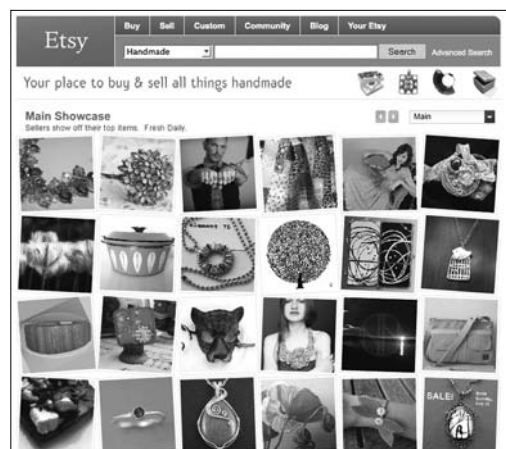 Etsy
Buy Sell Custom Community Blog Your Etsy
Handmade Search Advanced Search
Your place to buy & sell all things handmade
Main Showcase
Main
Sellers show off their top items. Fresh Daily.
SALE!